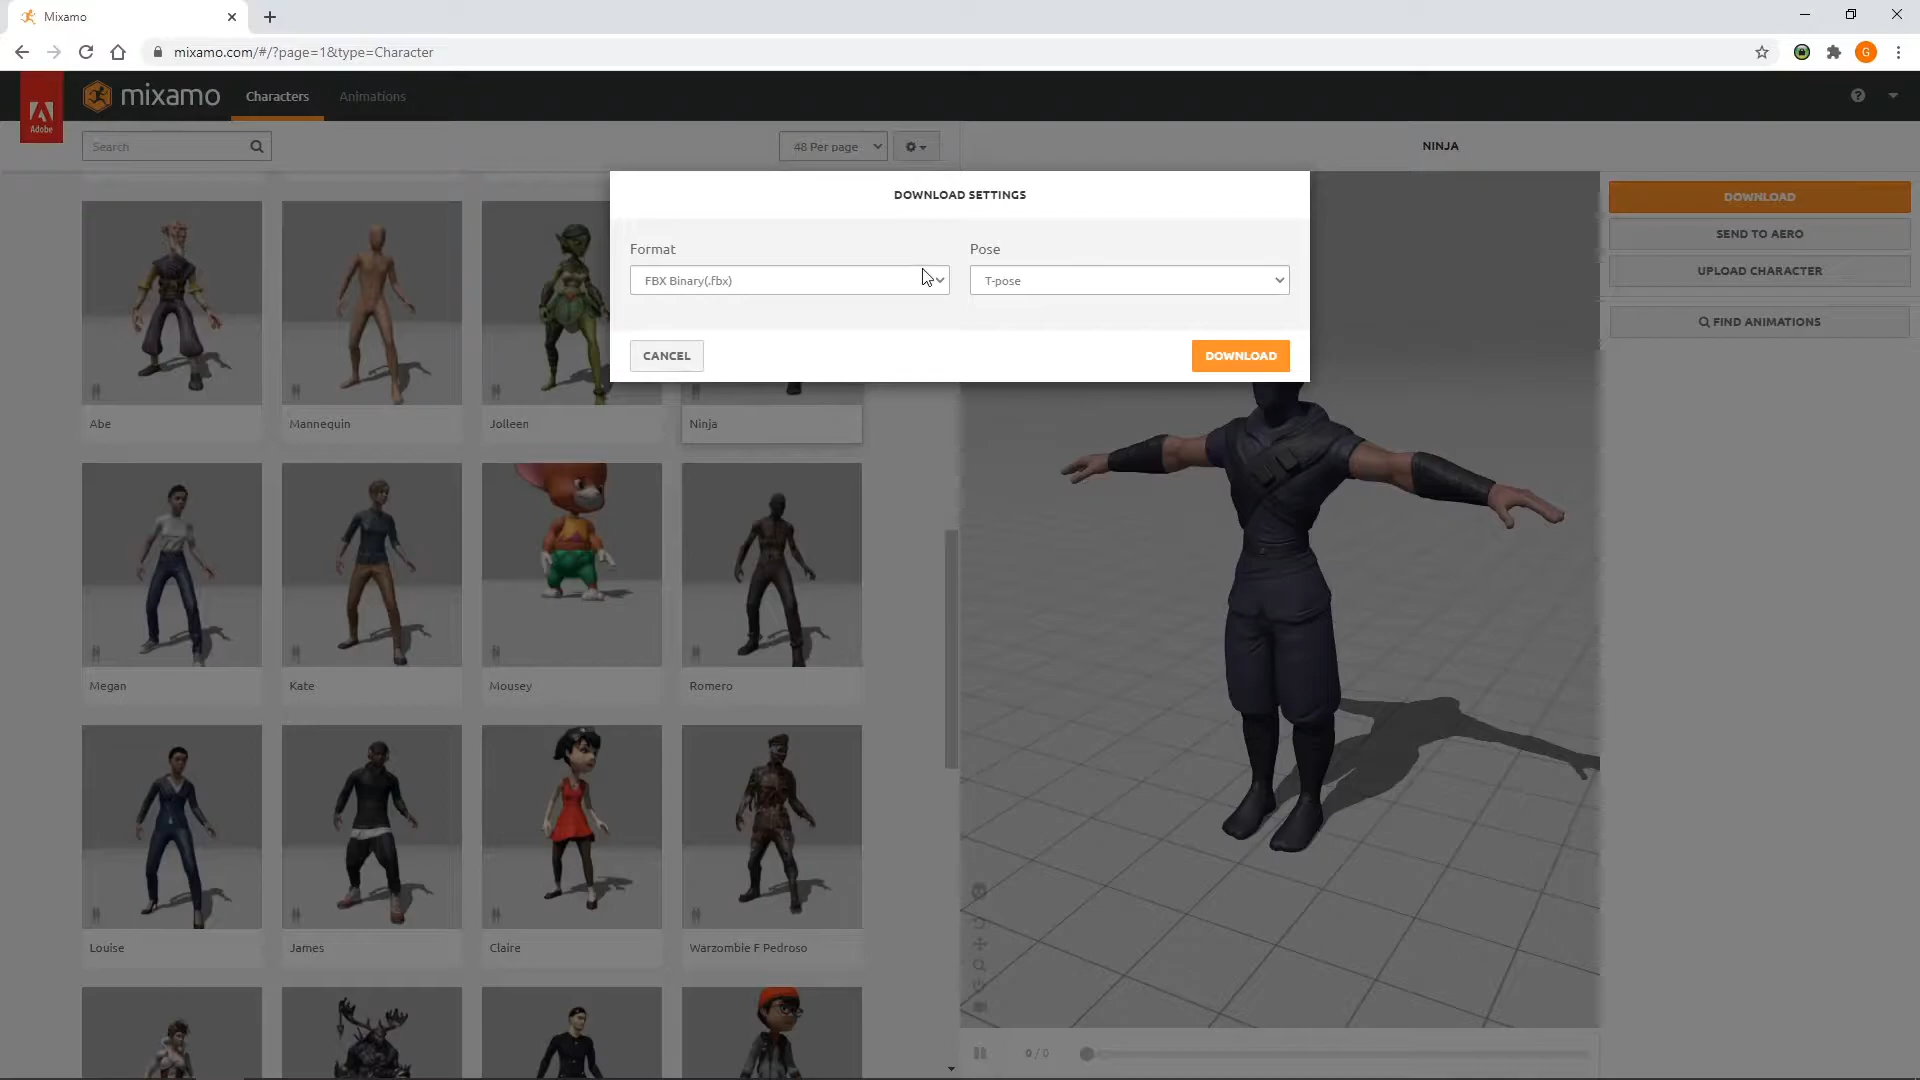 Mixamo
mixamo.com/#/?page=1&type=Character
G
Adobe
mixamo
Characters
Animations
Search
48 Per page
NINJA
DOWNLOAD SETTINGS
Format
Pose
FBX Binary(.fbx)
T-pose
CANCEL
DOWNLOAD
DOWNLOAD
SEND TO AERO
UPLOAD CHARACTER
FIND ANIMATIONS
Abe
Mannequin
Jolleen
Ninja
Megan
Kate
Mousey
Romero
Louise
James
Claire
Warzombie F Pedroso
0 / 0